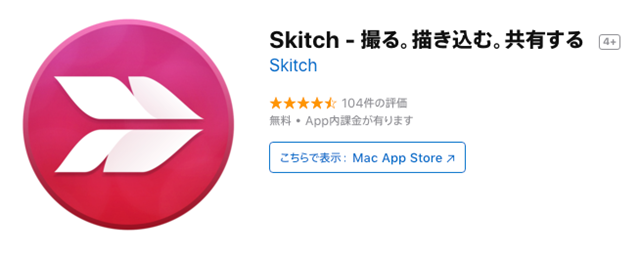 Skitch - 撮る。描き込む。共有する 4+
Skitch
★★★★⯪ 104件の評価
無料 • App内課金が有ります
こちらで表示： Mac App Store ↗